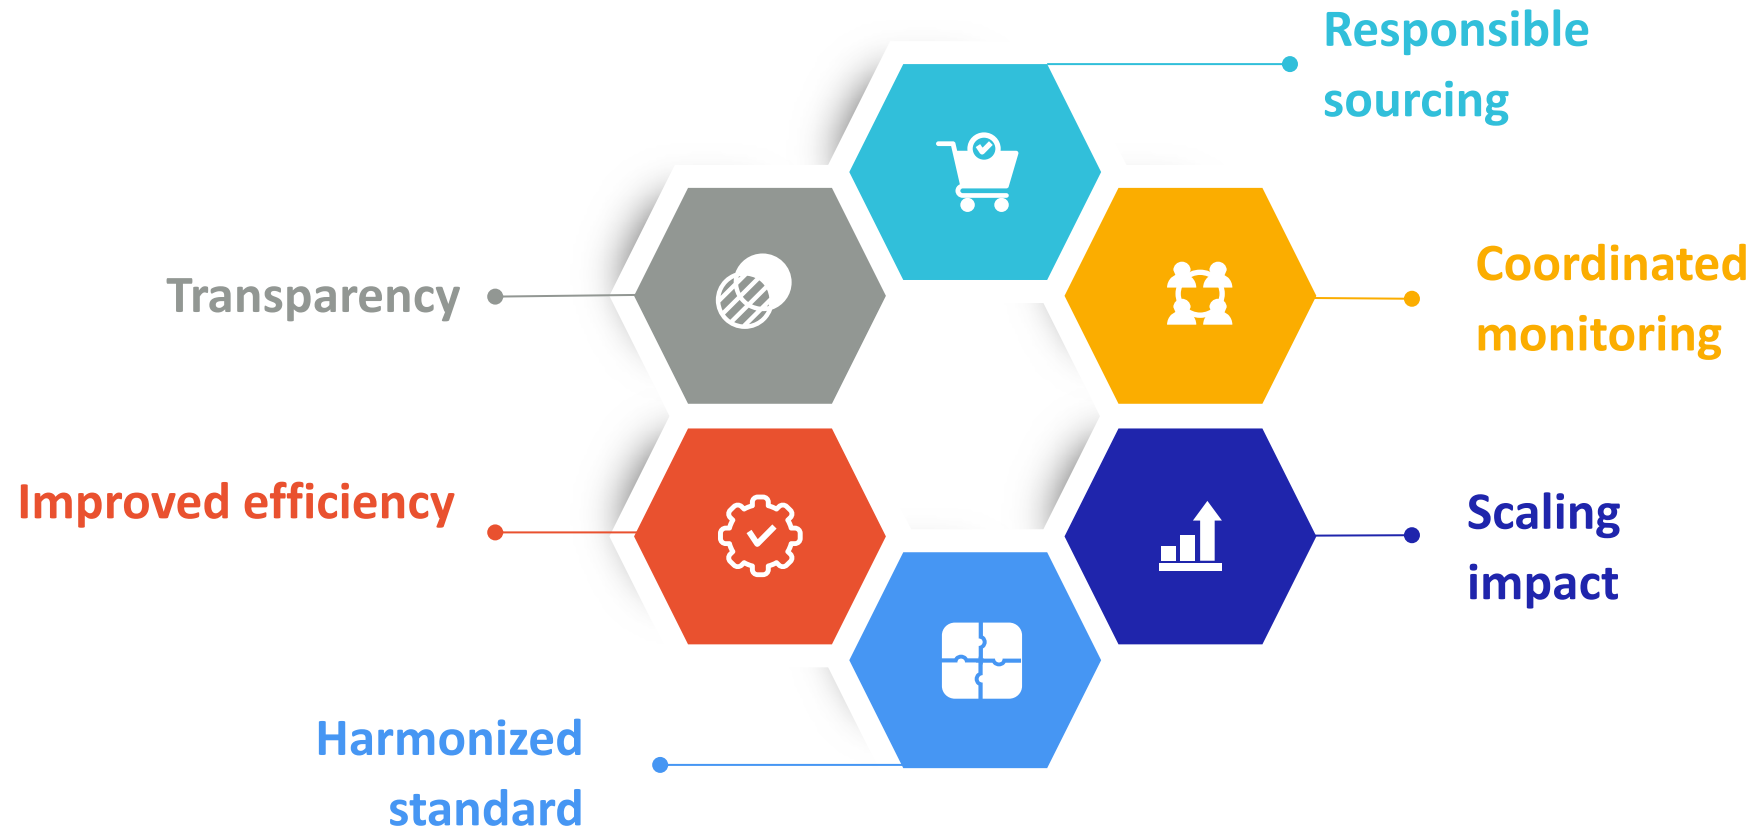 Responsible
sourcing
Coordinated
monitoring
Transparency
Improved efficiency
Scaling
impact
Harmonized
standard